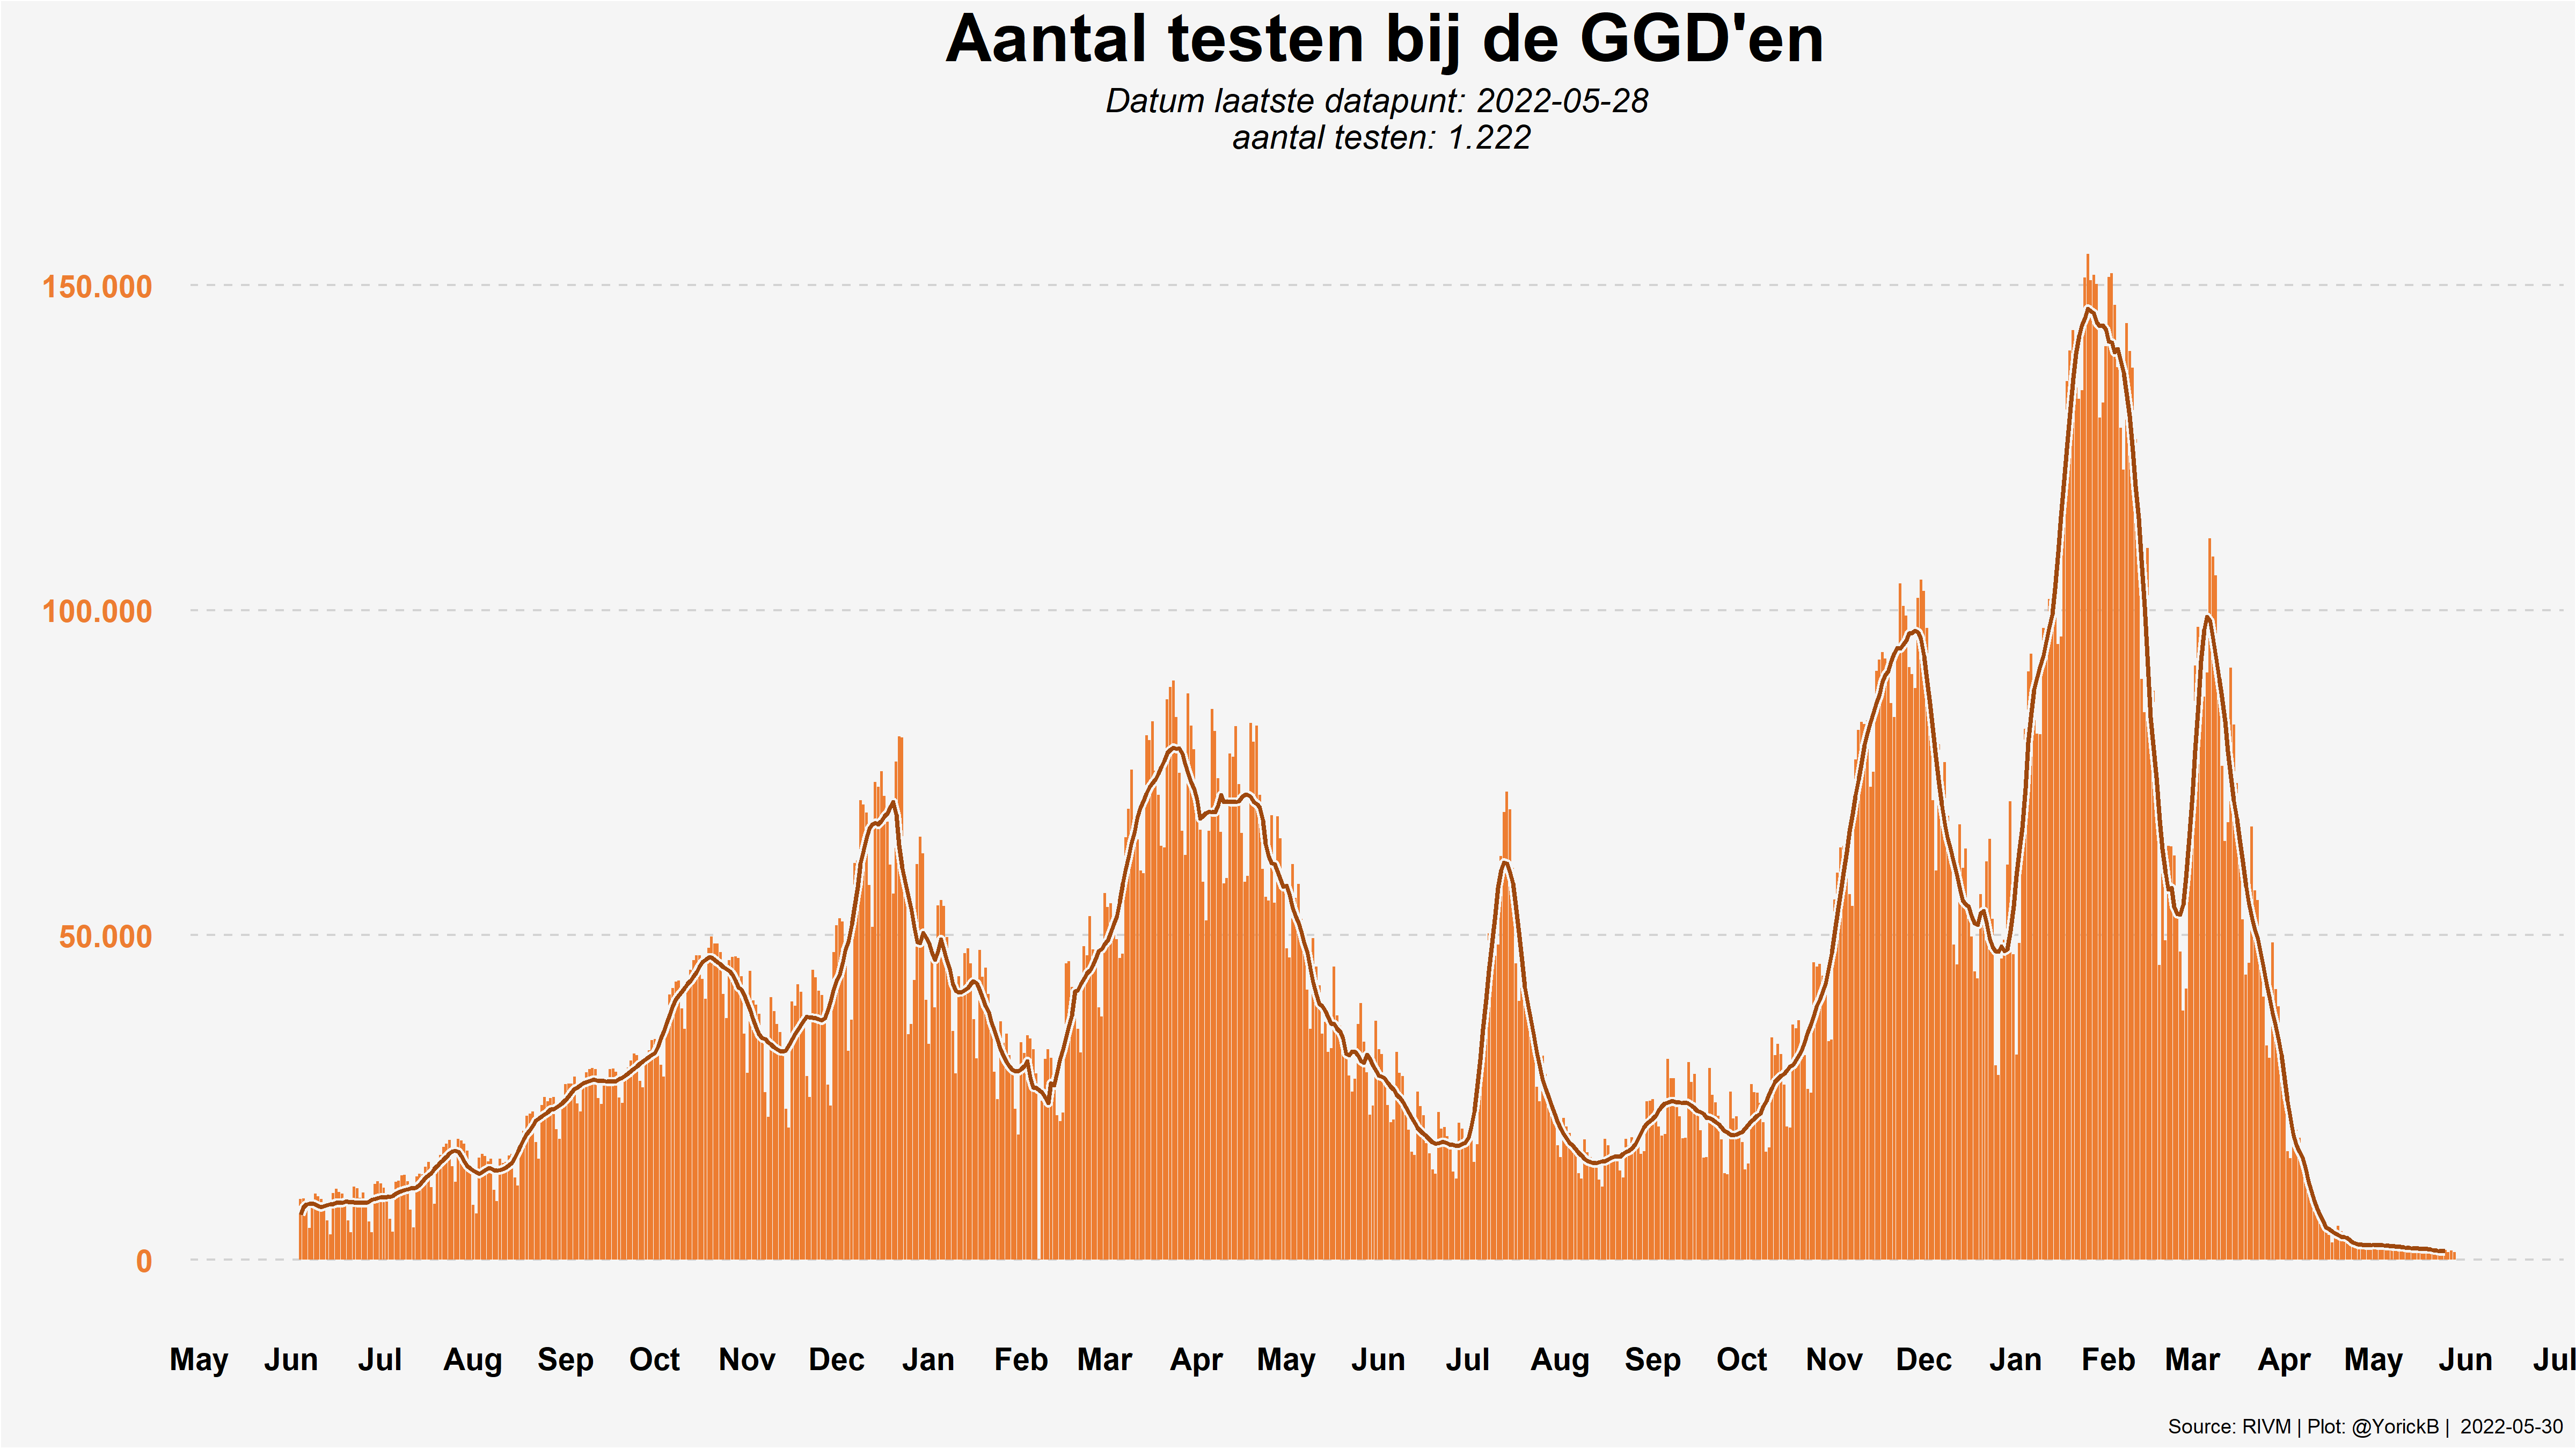 Aantal testen bij de GGD'en
Datum laatste datapunt: 2022-05-28
aantal testen: 1.222
150.000
100.000
50.000
0
May Jun Jul Aug Sep Oct Nov Dec Jan Feb Mar Apr May Jun Jul Aug Sep Oct Nov Dec Jan Feb Mar Apr May Jun Jul
Source: RIVM | Plot: @YorickB | 2022-05-30